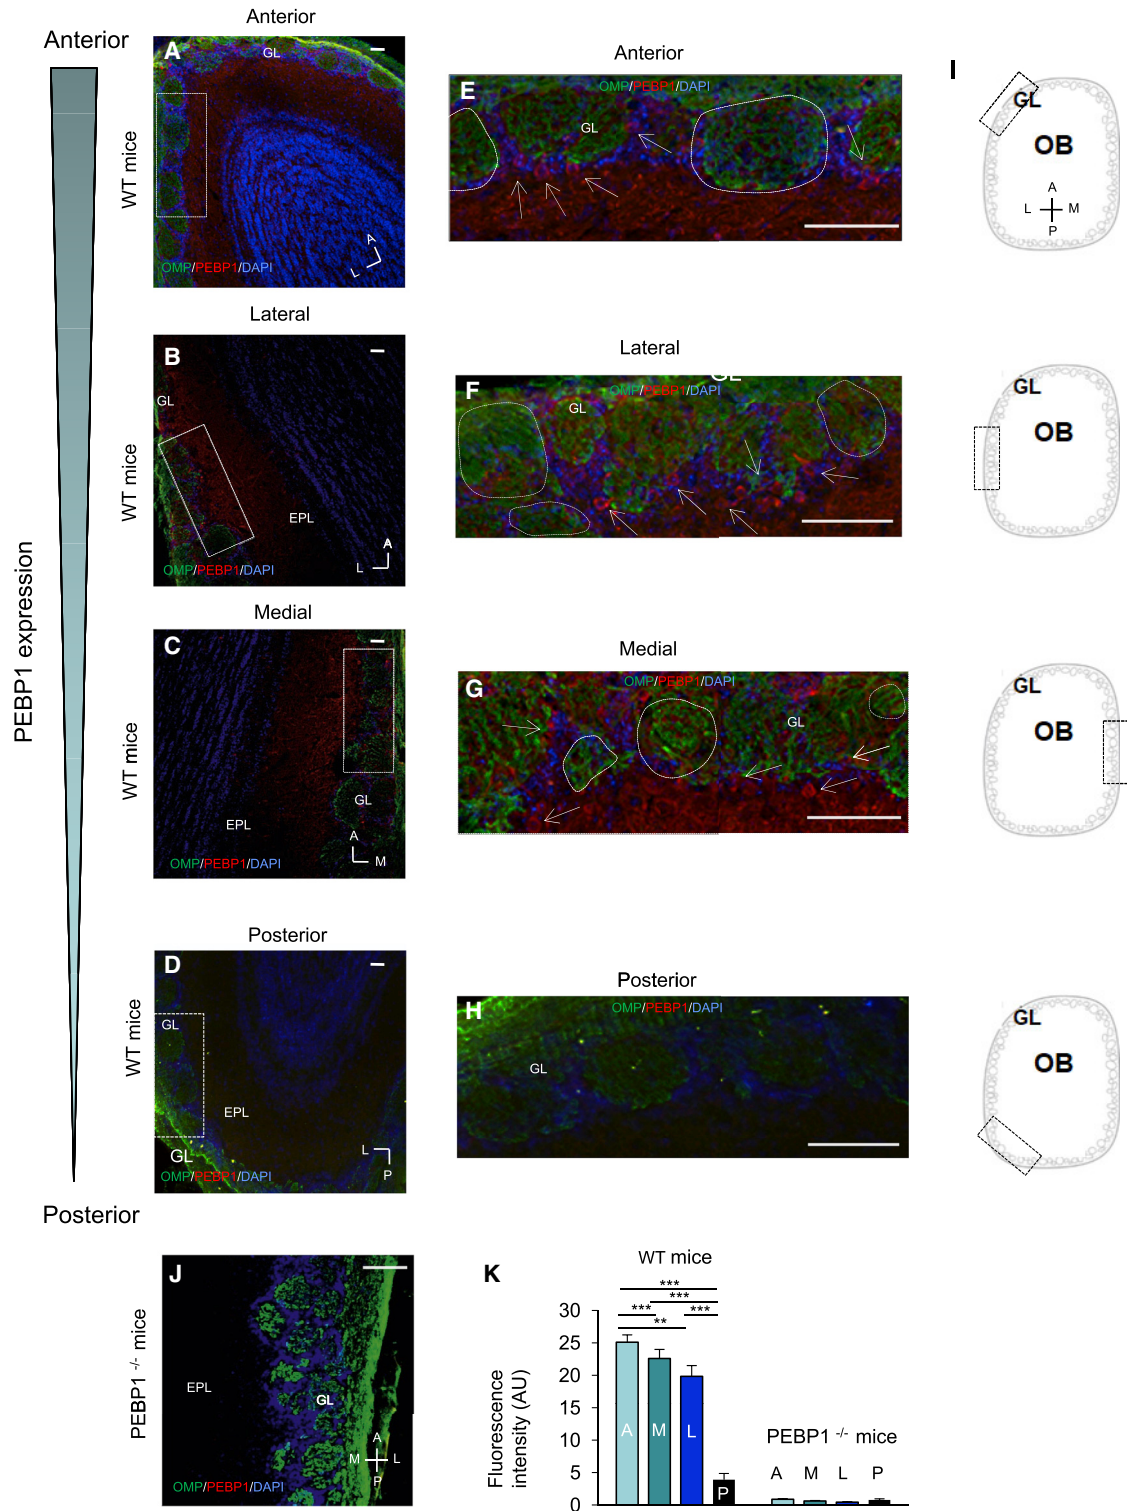 Anterior
PEBP1 expression
Posterior
Anterior
WT mice
A
GL
A
L
OMP/PEBP1/DAPI
Lateral
WT mice
B
GL
EPL
A
L
OMP/PEBP1/DAPI
Medial
WT mice
C
GL
EPL
A
M
OMP/PEBP1/DAPI
Posterior
WT mice
D
GL
EPL
GL
L
P
OMP/PEBP1/DAPI
Anterior
E
OMP/PEBP1/DAPI
GL
Lateral
F
GL
OMP/PEBP1/DAPI
GL
Medial
G
OMP/PEBP1/DAPI
GL
Posterior
H
OMP/PEBP1/DAPI
GL
I
GL
OB
A
L M
P
GL
OB
GL
OB
GL
OB
PEBP1 -/- mice
J
EPL
GL
A
M L
P
OMP/PEBP1/DAPI
K
WT mice
***
***
*** ***
**
Fluorescence
intensity (AU)
30
25
20
15
10
5
0
A M L P
PEBP1 -/- mice
A M L P